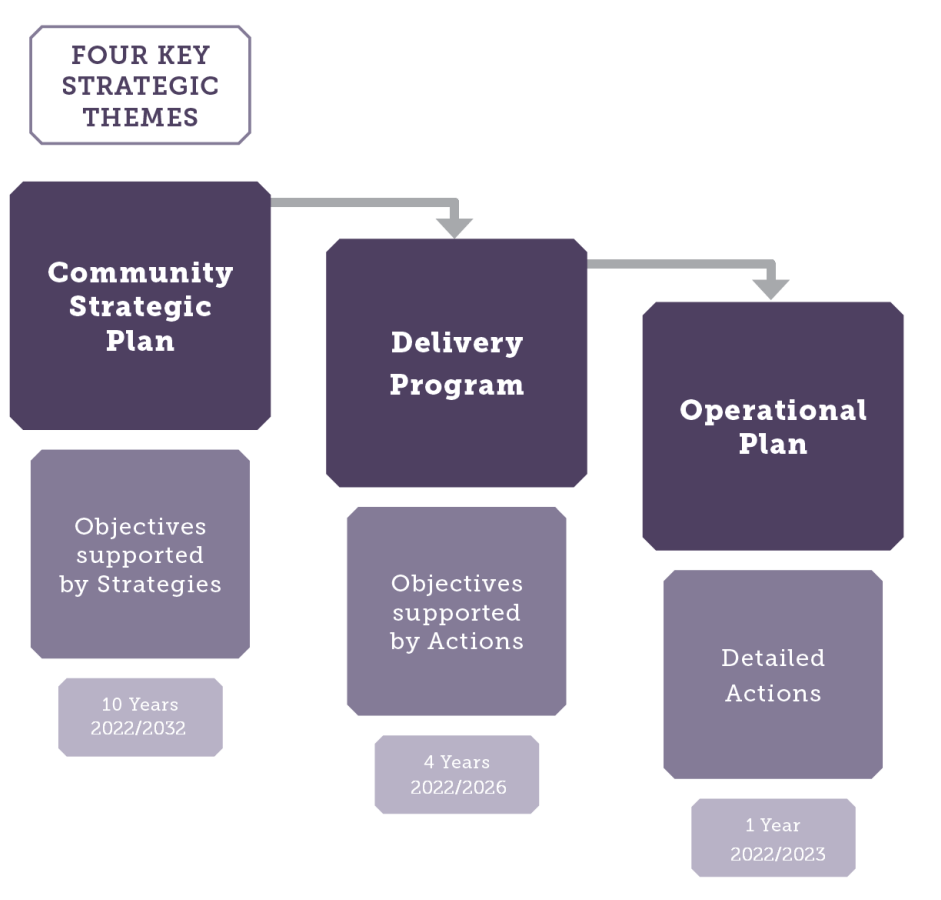 FOUR KEY
STRATEGIC
THEMES
Community
Strategic
Plan
Objectives
supported
by Strategies
10 Years
2022/2032
Delivery
Program
Objectives
supported
by Actions
4 Years
2022/2026
Operational
Plan
Detailed
Actions
1 Year
2022/2023